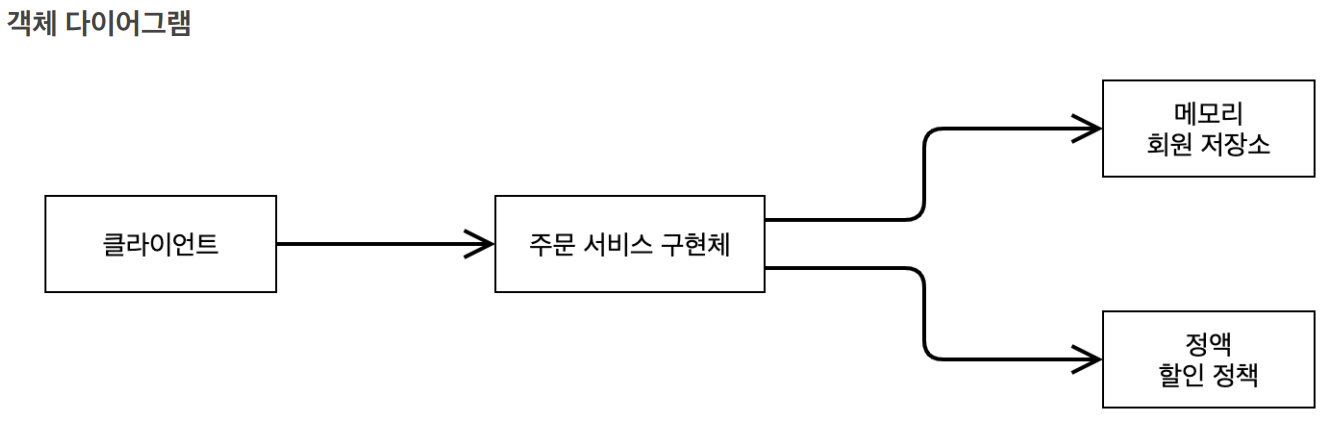 객체 다이어그램
클라이언트
주문 서비스 구현체
메모리
회원 저장소
정액
할인 정책